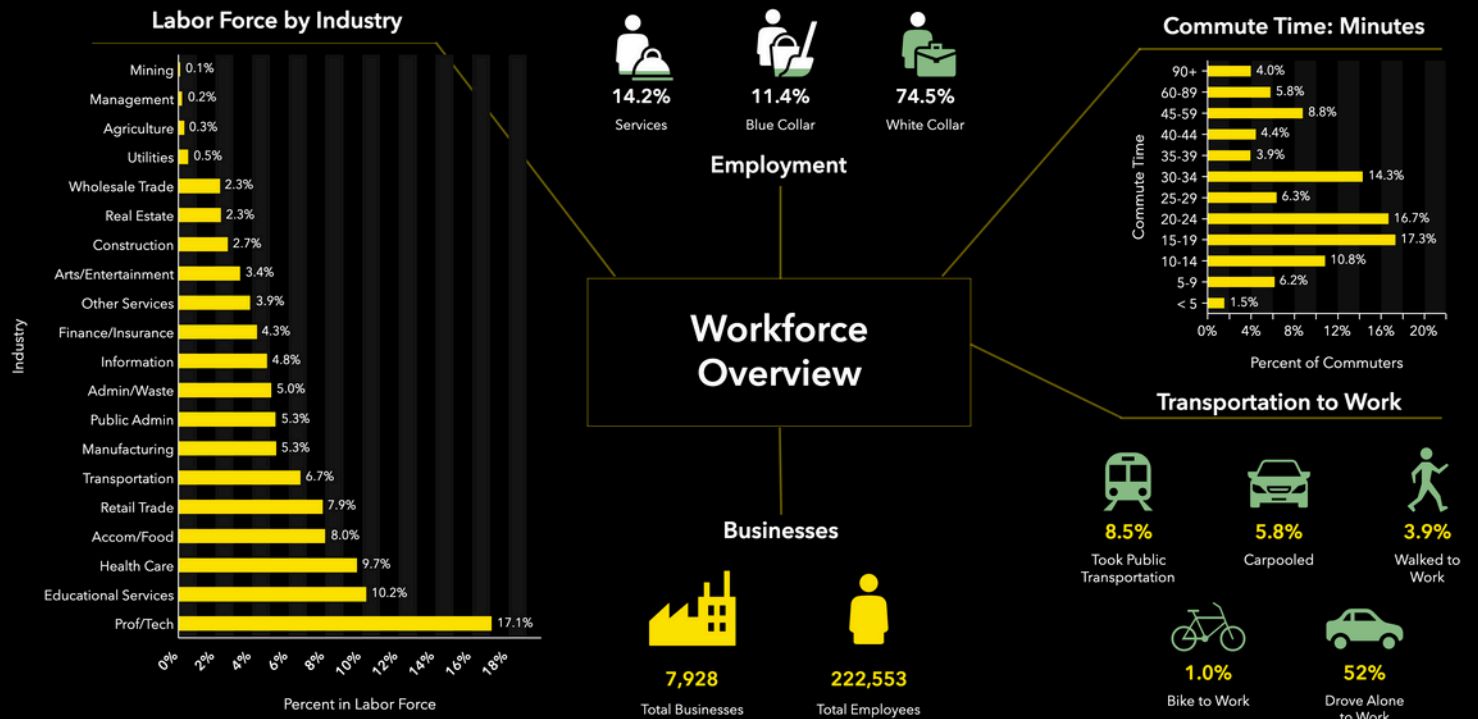 Labor Force by Industry
Industry
Mining 0.1%
Management 0.2%
Agriculture 0.3%
Utilities 0.5%
Wholesale Trade 2.3%
Real Estate 2.3%
Construction 2.7%
Arts/Entertainment 3.4%
Other Services 3.9%
Finance/Insurance 4.3%
Information 4.8%
Admin/Waste 5.0%
Public Admin 5.3%
Manufacturing 5.3%
Transportation 6.7%
Retail Trade 7.9%
Accom/Food 8.0%
Health Care 9.7%
Educational Services 10.2%
Prof/Tech 17.1%
0% 2% 4% 6% 8% 10% 12% 14% 16% 18%
Percent in Labor Force
14.2% 11.4% 74.5%
Services Blue Collar White Collar
Employment
Workforce
Overview
Businesses
7,928 222,553
Total Businesses Total Employees
Commute Time: Minutes
Commute Time
90+ 4.0%
60-89 5.8%
45-59 8.8%
40-44 4.4%
35-39 3.9%
30-34 14.3%
25-29 6.3%
20-24 16.7%
15-19 17.3%
10-14 10.8%
5-9 6.2%
< 5 1.5%
0% 4% 8% 12% 16% 20%
Percent of Commuters
Transportation to Work
8.5%
Took Public
Transportation
5.8%
Carpooled
3.9%
Walked to
Work
1.0%
Bike to Work
52%
Drove Alone
to Work